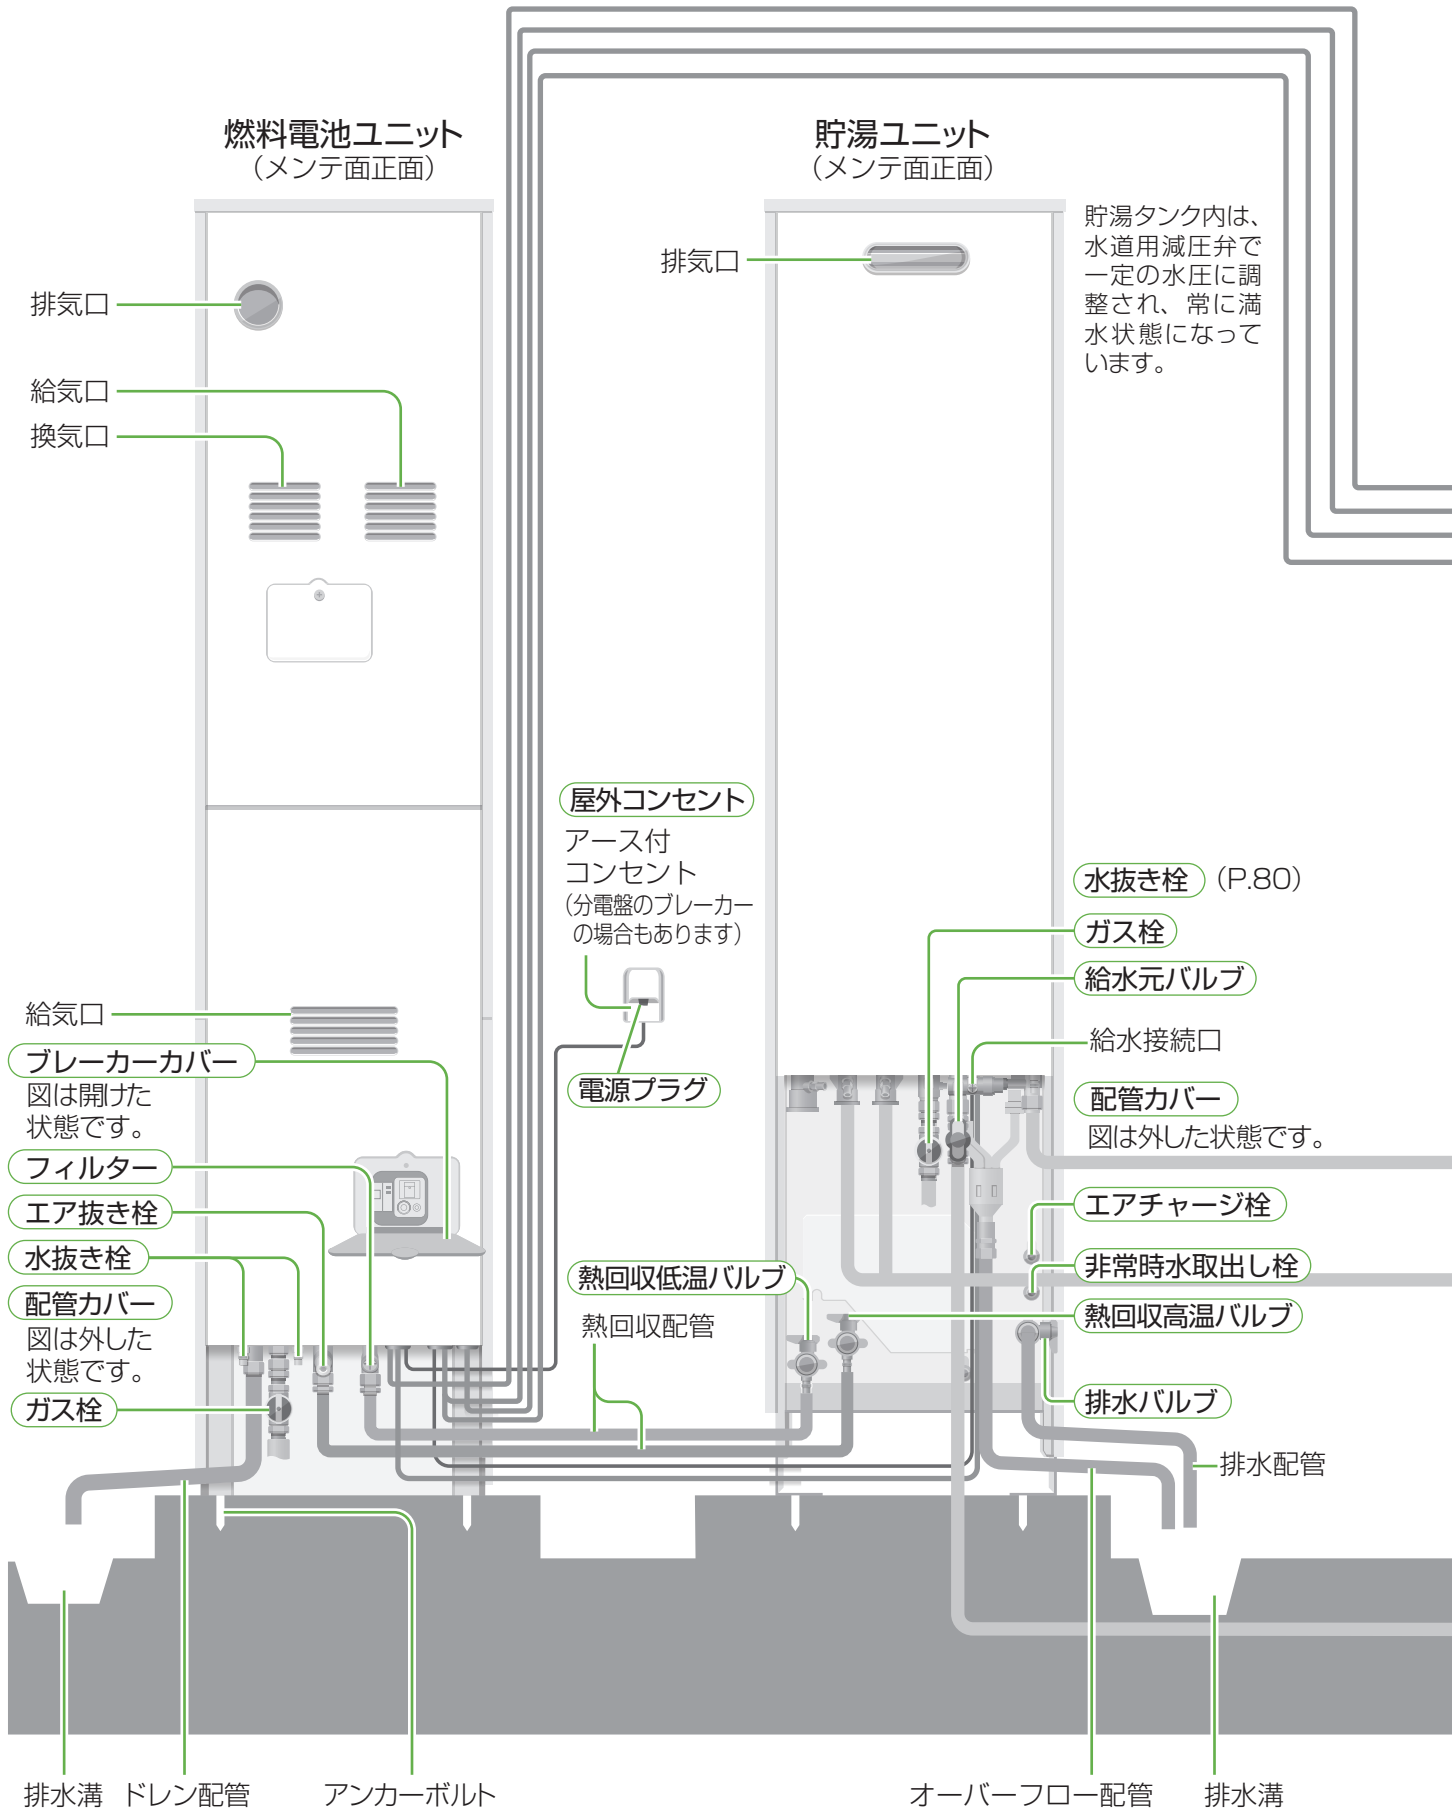 燃料電池ユニット
（メンテ面正面）
排気口
給気口
換気口
給気口
ブレーカーカバー
図は開けた
状態です。
フィルター
エア抜き栓
水抜き栓
配管カバー
図は外した
状態です。
ガス栓
排水溝
ドレン配管
アンカーボルト
屋外コンセント
アース付
コンセント
（分電盤のブレーカー
の場合もあります）
電源プラグ
熱回収低温バルブ
熱回収配管
貯湯ユニット
（メンテ面正面）
排気口
貯湯タンク内は、
水道用減圧弁で
一定の水圧に調
整され、常に満
水状態になって
います。
水抜き栓（P.80）
ガス栓
給水元バルブ
給水接続口
配管カバー
図は外した状態です。
エアチャージ栓
非常時水取出し栓
熱回収高温バルブ
排水バルブ
排水配管
オーバーフロー配管
排水溝